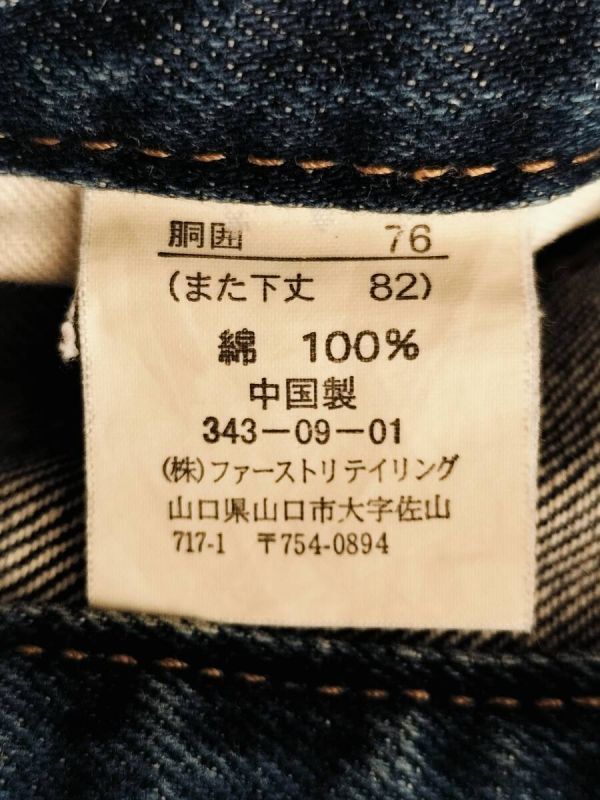 胴囲 76
(また下丈 82)
綿 100%
中国製
343-09-01
(株)ファーストリテイリング
山口県山口市大字佐山
717-1 〒754-0894